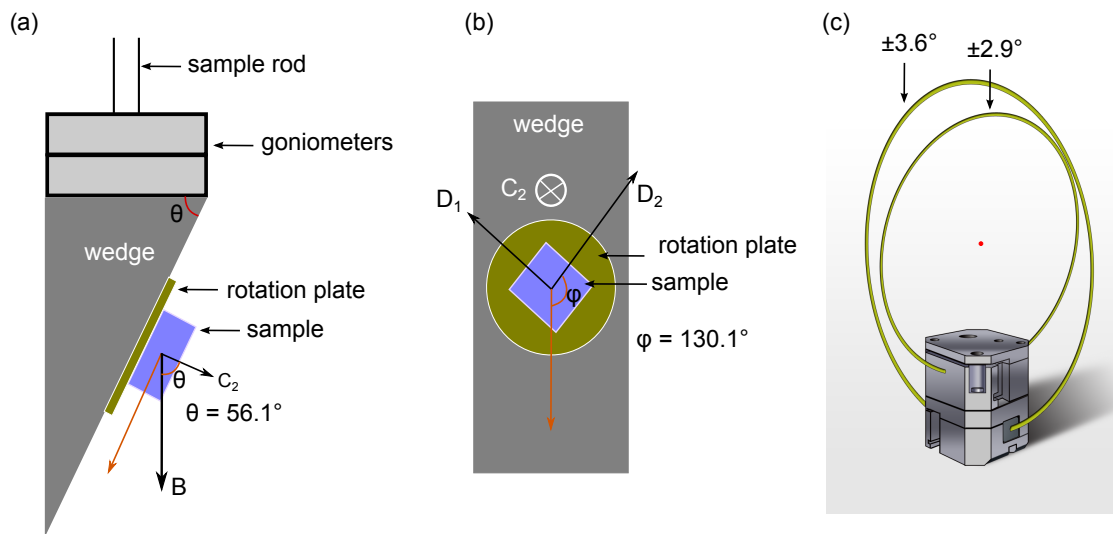 (a)
sample rod
goniometers
θ
wedge
rotation plate
sample
θ
C₂
θ = 56.1°
B
(b)
wedge
C₂
D₁
D₂
rotation plate
sample
φ
φ = 130.1°
(c)
±3.6°
±2.9°